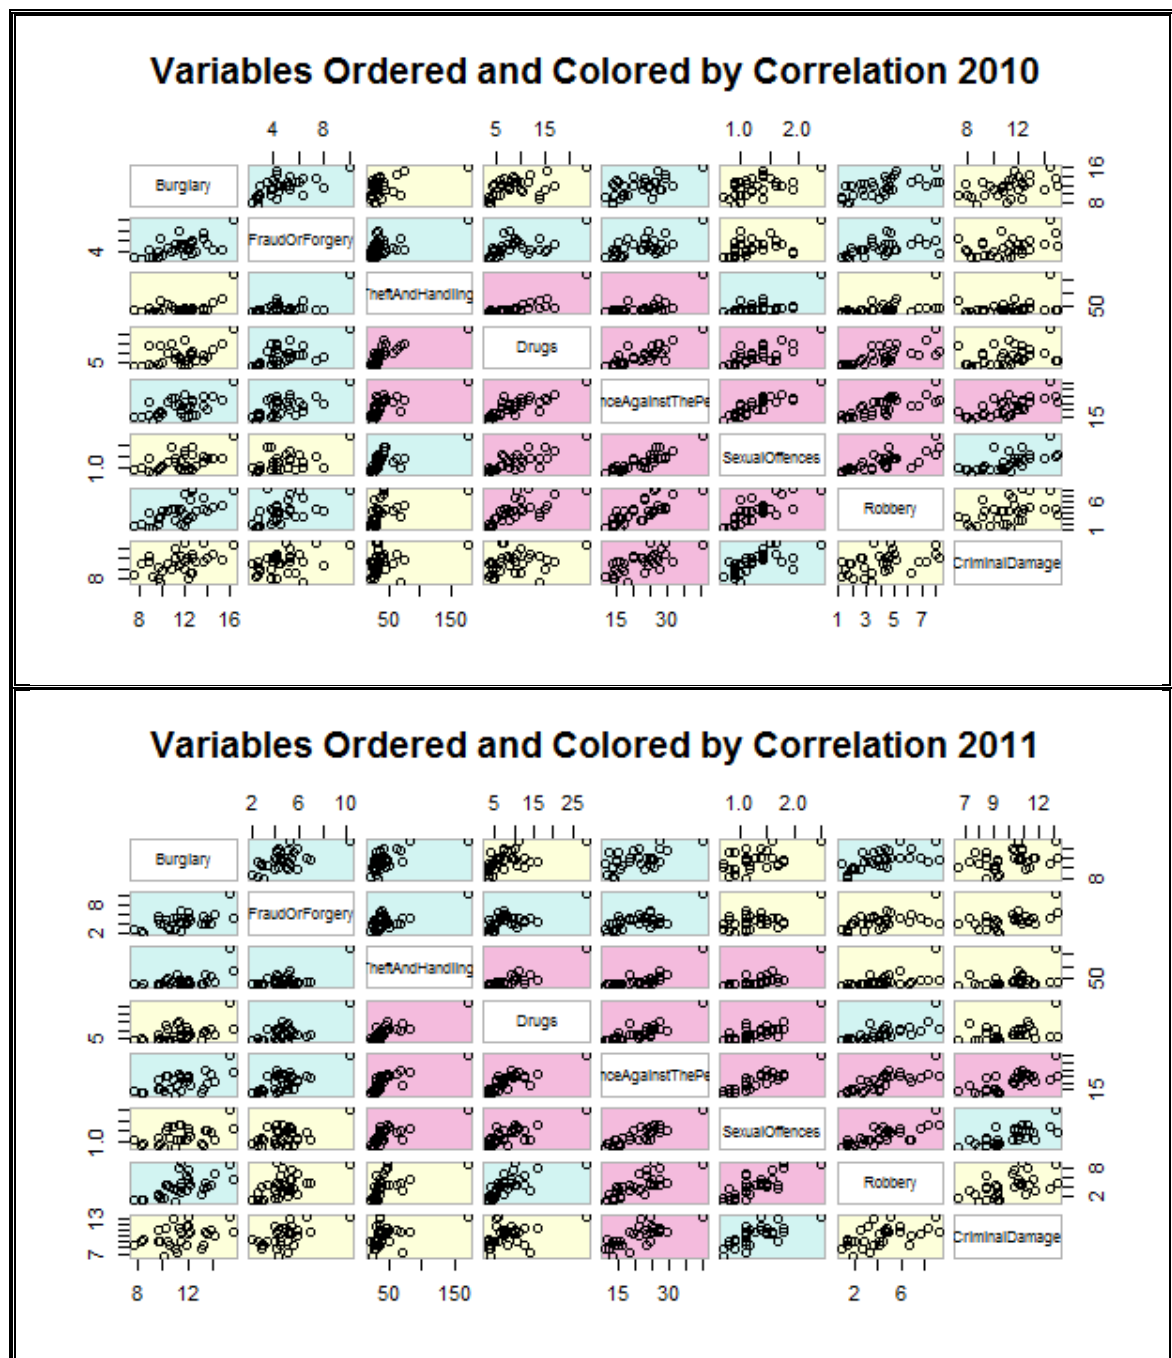 Variables Ordered and Colored by Correlation 2010
4 8 5 15 1.0 2.0 8 12
Burglary 8 16
4 FraudOrForgery
TheftAndHandling 50
5 Drugs
nceAgainstThePe 15
1.0 SexualOffences
Robbery 1 6
8 CriminalDamage
8 12 16 50 150 15 30 1 3 5 7
Variables Ordered and Colored by Correlation 2011
2 6 10 5 15 25 1.0 2.0 7 9 12
Burglary 8
2 8 FraudOrForgery
TheftAndHandling 50
5 Drugs
nceAgainstThePe 15
1.0 SexualOffences
Robbery 2 8
7 13 CriminalDamage
8 12 50 150 15 30 2 6